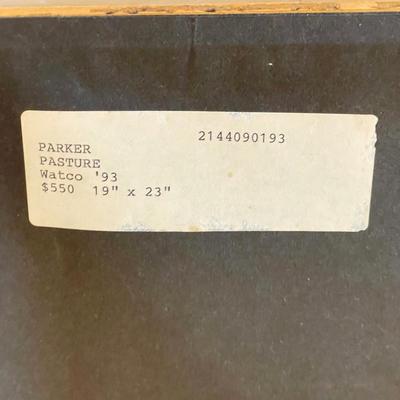 2144090193
PARKER
PASTURE
Watco '93
$550 19" x 23"